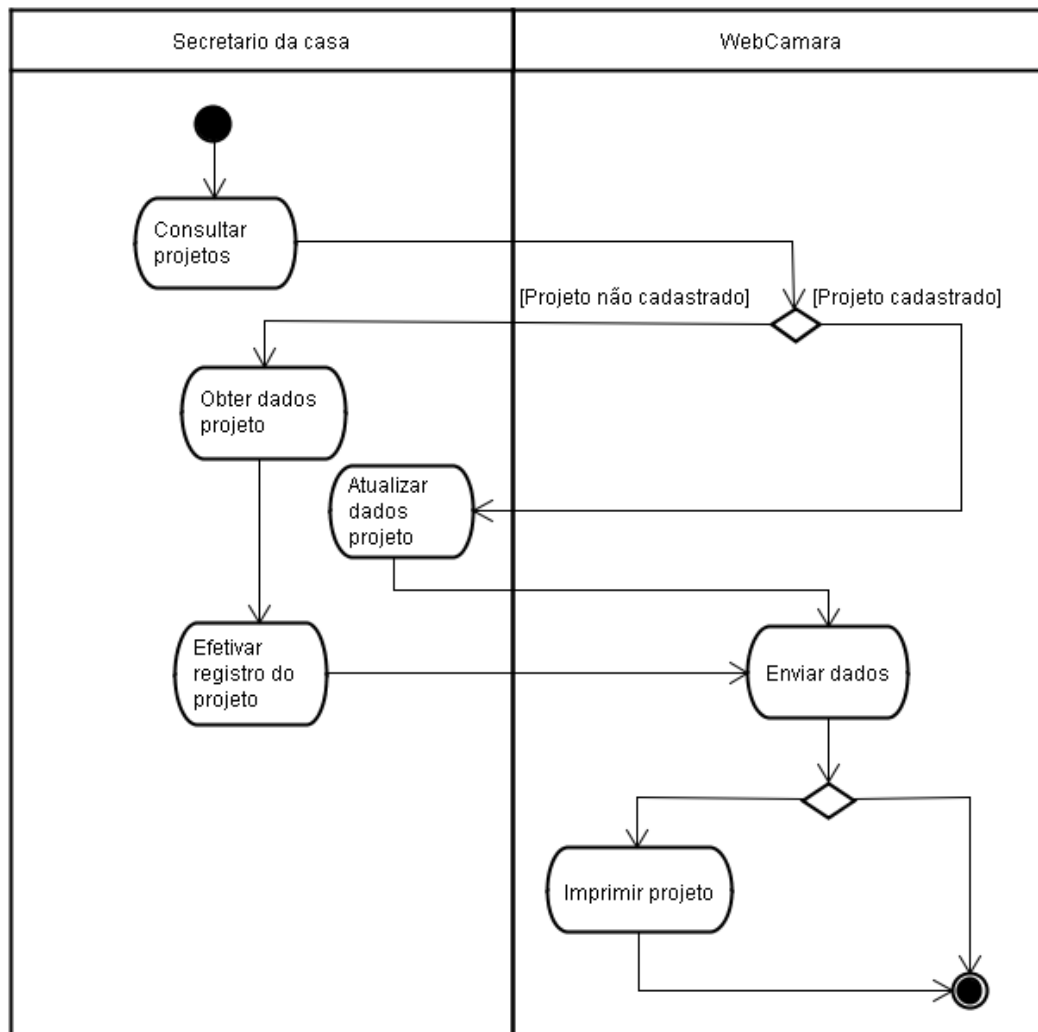 Secretario da casa
WebCamara
Consultar
projetos
[Projeto não cadastrado]
[Projeto cadastrado]
Obter dados
projeto
Atualizar
dados
projeto
Efetivar
registro do
projeto
Enviar dados
Imprimir projeto